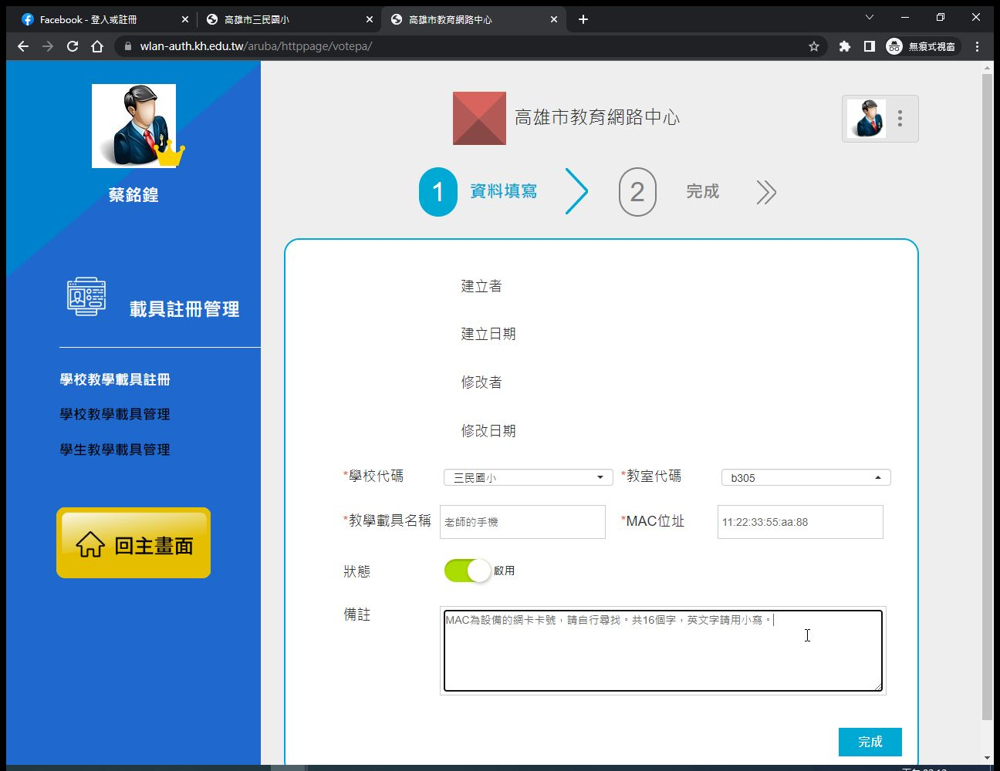 Facebook - 登入或註冊
高雄市三民國小
高雄市教育網路中心
wlan-auth.kh.edu.tw/aruba/httppage/votepa/
無痕式視窗
蔡銘鍠
高雄市教育網路中心
1 資料填寫
2 完成
載具註冊管理
學校教學載具註冊
學校教學載具管理
學生教學載具管理
回主畫面
建立者
建立日期
修改者
修改日期
*學校代碼 三民國小 *教室代碼 b305
*教學載具名稱 老師的手機 *MAC位址 11:22:33:55:aa:88
狀態 啟用
備註 MAC為設備的網卡卡號，請自行尋找。共16個字，英文字請用小寫。
完成